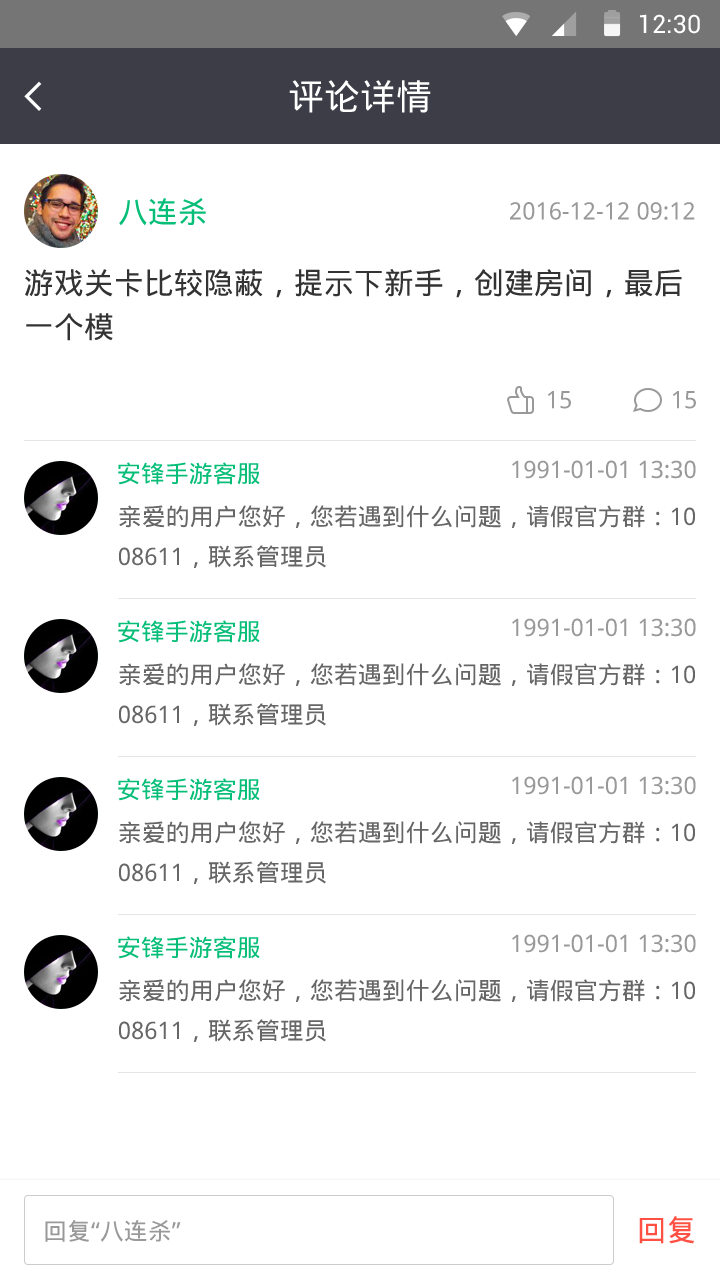 12:30
评论详情
八连杀
2016-12-12 09:12
游戏关卡比较隐蔽，提示下新手，创建房间，最后
一个模
15
15
安锋手游客服
1991-01-01 13:30
亲爱的用户您好，您若遇到什么问题，请假官方群：10
08611，联系管理员
安锋手游客服
1991-01-01 13:30
亲爱的用户您好，您若遇到什么问题，请假官方群：10
08611，联系管理员
安锋手游客服
1991-01-01 13:30
亲爱的用户您好，您若遇到什么问题，请假官方群：10
08611，联系管理员
安锋手游客服
1991-01-01 13:30
亲爱的用户您好，您若遇到什么问题，请假官方群：10
08611，联系管理员
回复“八连杀”
回复